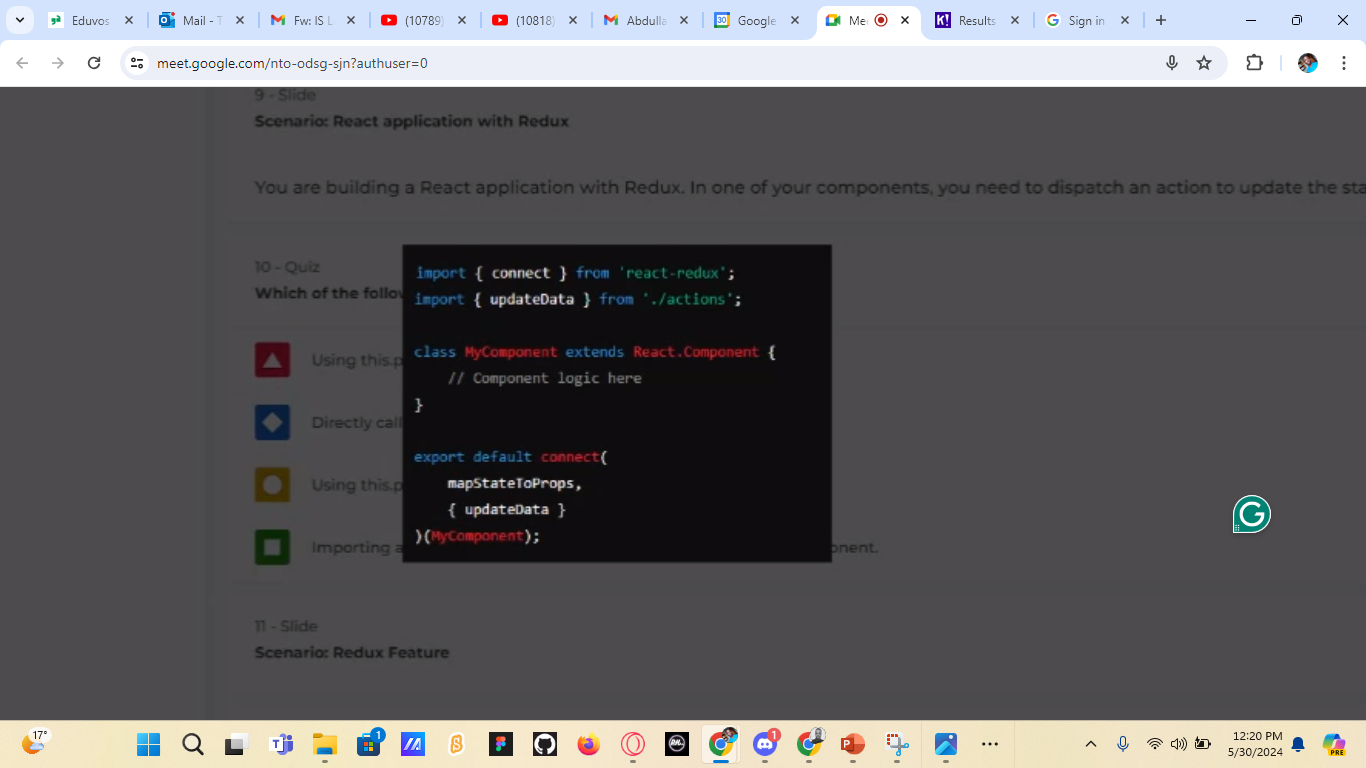 Eduvos
Mail - T
Fw: IS L
(10789)
(10818)
Abdulla
Google
Mee
Results
Sign in
meet.google.com/nto-odsg-sjn?authuser=0
9 - Slide
Scenario: React application with Redux
You are building a React application with Redux. In one of your components, you need to dispatch an action to update the sta
10 - Quiz
Which of the follov
Using this.p
Directly call
Using this.p
Importing a
onent.
import { connect } from 'react-redux';
import { updateData } from './actions';
class MyComponent extends React.Component {
// Component logic here
}
export default connect(
mapStateToProps,
{ updateData }
)(MyComponent);
11 - Slide
Scenario: Redux Feature
17°
1
1
12:20 PM
5/30/2024
PRE